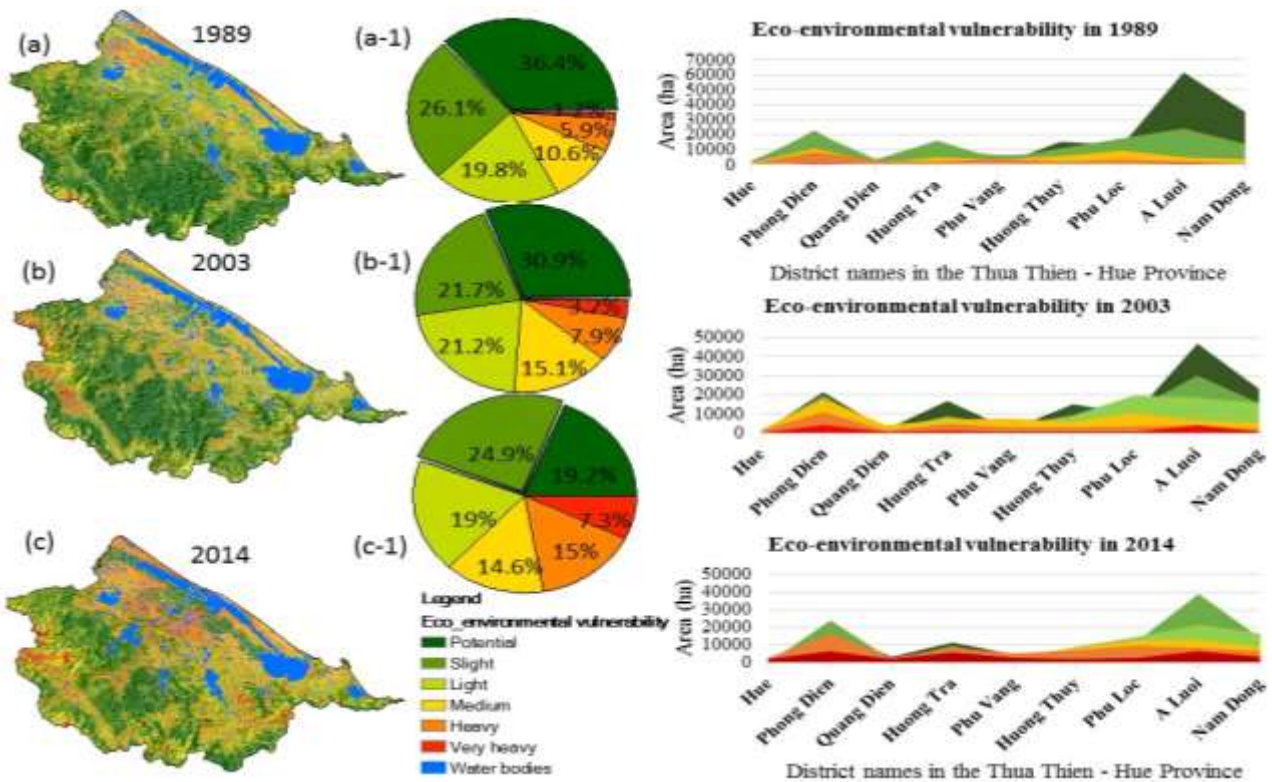 (a)
1989
(a-1)
36.4%
26.1%
1.2%
5.9%
10.6%
19.8%
Eco-environmental vulnerability in 1989
Area (ha)
70000
60000
50000
40000
30000
20000
10000
0
Hue
Phong Dien
Quang Dien
Huong Tra
Phu Vang
Huong Thuy
Phu Loc
A Luoi
Nam Dong
District names in the Thua Thien - Hue Province
(b)
2003
(b-1)
30.9%
21.7%
3.2%
7.9%
21.2%
15.1%
Eco-environmental vulnerability in 2003
Area (ha)
50000
40000
30000
20000
10000
0
Hue
Phong Dien
Quang Dien
Huong Tra
Phu Vang
Huong Thuy
Phu Loc
A Luoi
Nam Dong
(c)
2014
(c-1)
24.9%
19.2%
19%
7.3%
15%
14.6%
Legend
Eco_environmental vulnerability
Potential
Slight
Light
Medium
Heavy
Very heavy
Water bodies
Eco-environmental vulnerability in 2014
Area (ha)
50000
40000
30000
20000
10000
0
Hue
Phong Dien
Quang Dien
Huong Tra
Phu Vang
Huong Thuy
Phu Loc
A Luoi
Nam Dong
District names in the Thua Thien - Hue Province